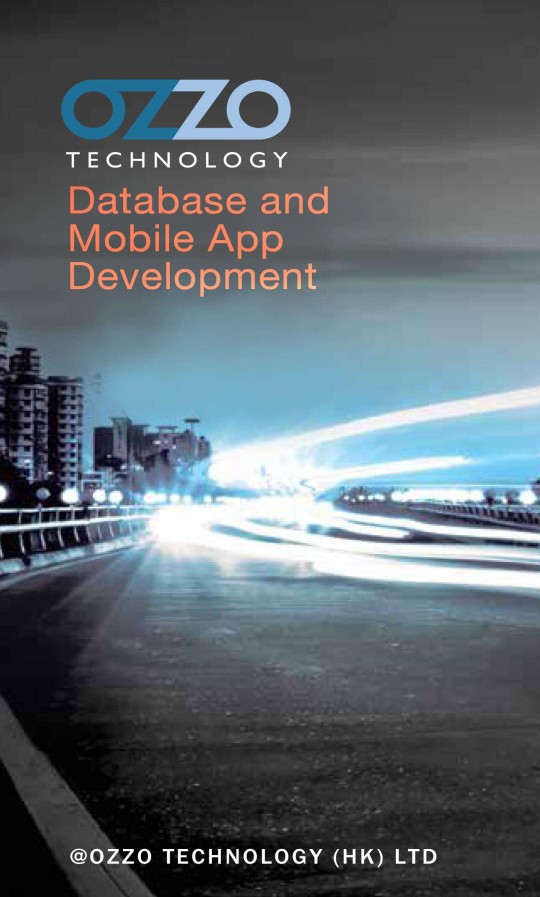 OZZO
TECHNOLOGY
Database and
Mobile App
Development
@OZZO TECHNOLOGY (HK) LTD